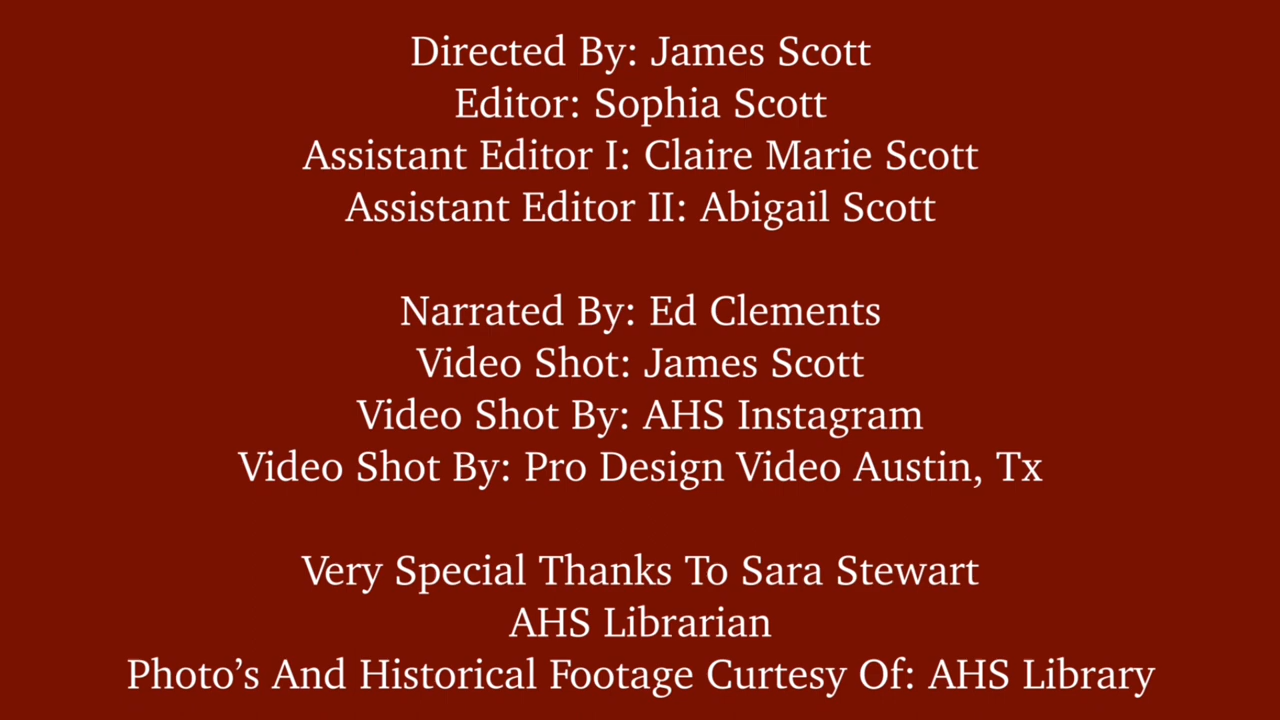 Directed By: James Scott
Editor: Sophia Scott
Assistant Editor I: Claire Marie Scott
Assistant Editor II: Abigail Scott
Narrated By: Ed Clements
Video Shot: James Scott
Video Shot By: AHS Instagram
Video Shot By: Pro Design Video Austin, Tx
Very Special Thanks To Sara Stewart
AHS Librarian
Photo’s And Historical Footage Curtesy Of: AHS Library